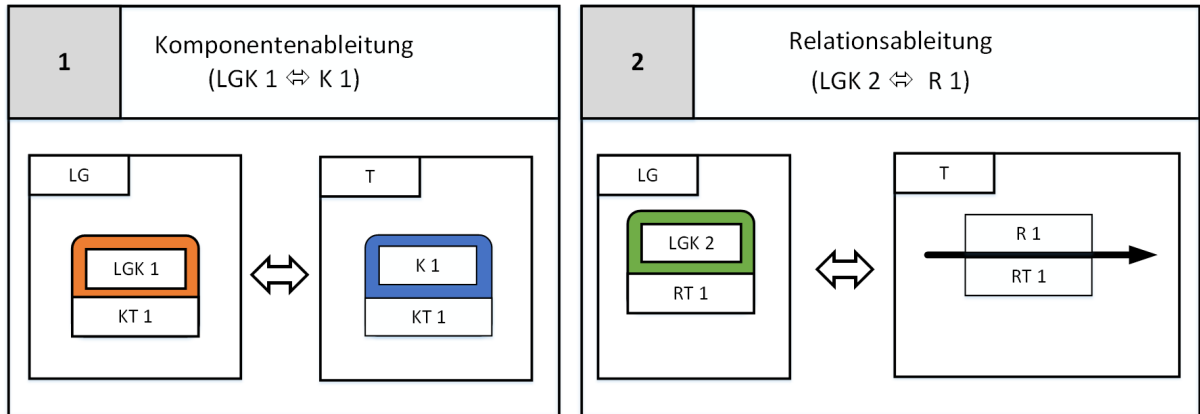 1
Komponentenableitung
(LGK 1 ⬄ K 1)
LG
LGK 1
KT 1
T
K 1
KT 1
2
Relationsableitung
(LGK 2 ⬄ R 1)
LG
LGK 2
RT 1
T
R 1
RT 1